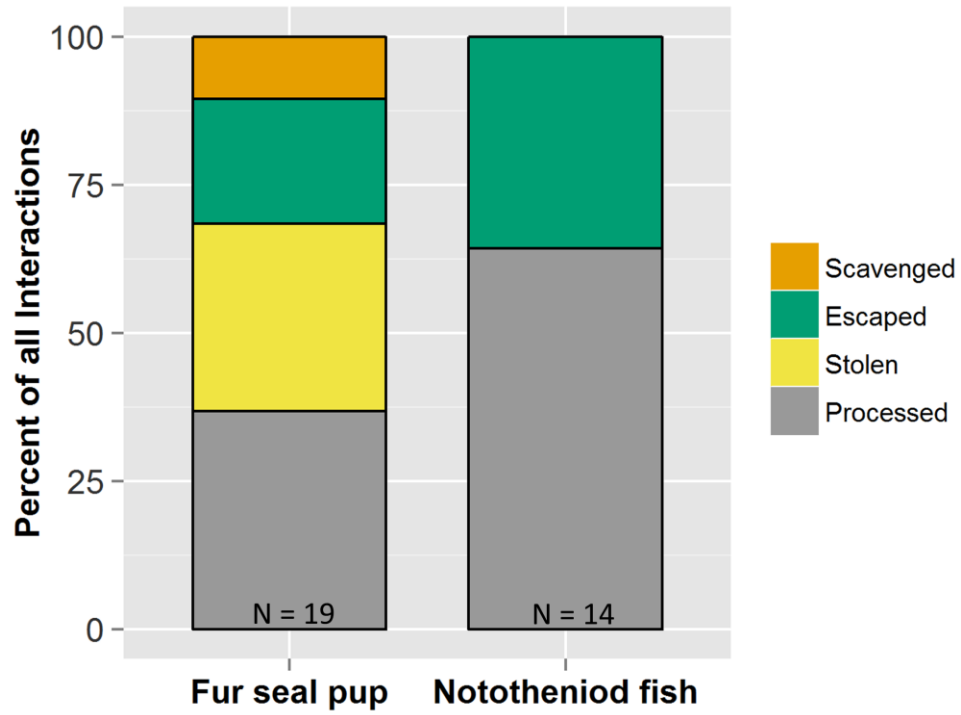 Percent of all Interactions
100
75
50
25
0
N = 19
N = 14
Fur seal pup
Nototheniod fish
Scavenged
Escaped
Stolen
Processed